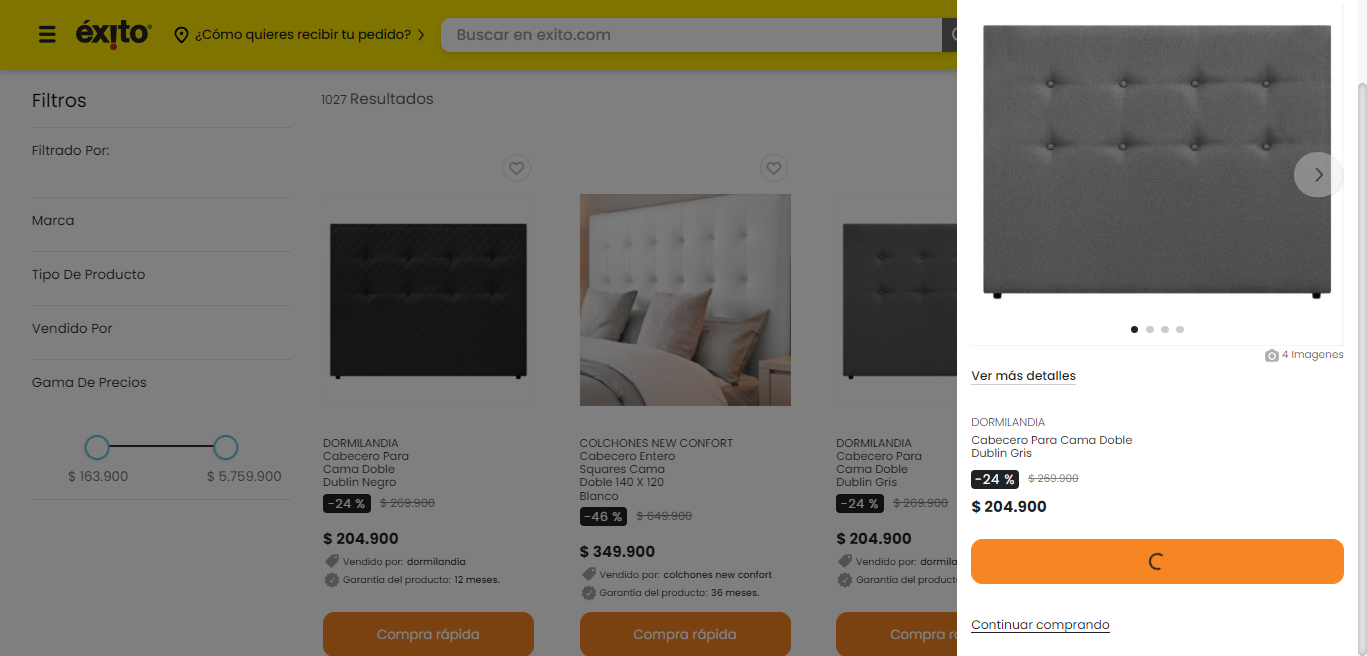 éxito
¿Cómo quieres recibir tu pedido?
Buscar en exito.com
Filtros
Filtrado Por:
Marca
Tipo De Producto
Vendido Por
Gama De Precios
$ 163.900
$ 5.759.900
1027 Resultados
DORMILANDIA
Cabecero Para
Cama Doble
Dublin Negro
-24 % $ 269.900
$ 204.900
Vendido por: dormilandia
Garantía del producto: 12 meses.
Compra rápida
COLCHONES NEW CONFORT
Cabecero Entero
Squares Cama
Doble 140 X 120
Blanco
-46 % $ 649.900
$ 349.900
Vendido por: colchones new confort
Garantía del producto: 36 meses.
Compra rápida
DORMILANDIA
Cabecero Para
Cama Doble
Dublin Gris
-24 % $ 269.900
$ 204.900
Vendido por: dormila
Garantía del product
Compra r
4 Imagenes
Ver más detalles
DORMILANDIA
Cabecero Para Cama Doble
Dublin Gris
-24 % $ 269.900
$ 204.900
Continuar comprando